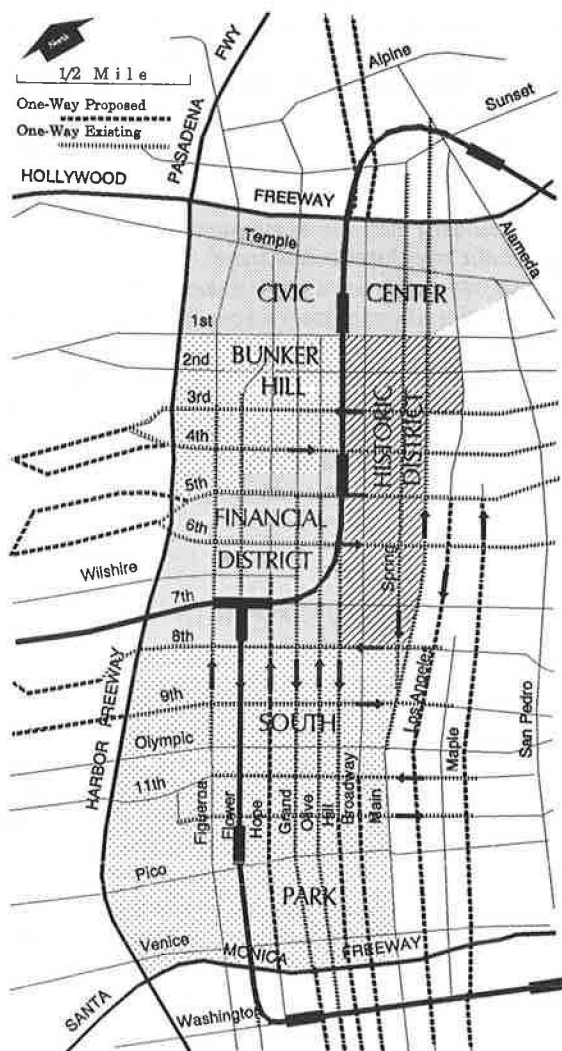 North
1/2 Mile
One-Way Proposed
One-Way Existing
PASADENA
FWY
Alpine
Sunset
HOLLYWOOD
FREEWAY
Alameda
Temple
CIVIC
CENTER
1st
2nd
BUNKER
HILL
3rd
HISTORIC
DISTRICT
4th
5th
FINANCIAL
DISTRICT
6th
Wilshire
Spring
7th
8th
HARBOR
FREEWAY
9th
SOUTH
Olympic
11th
Figueroa
Flower
Hope
Grand
Olive
Hill
Broadway
Main
Los Angeles
Maple
San Pedro
Pico
PARK
Venice
SANTA
MONICA
FREEWAY
Washington